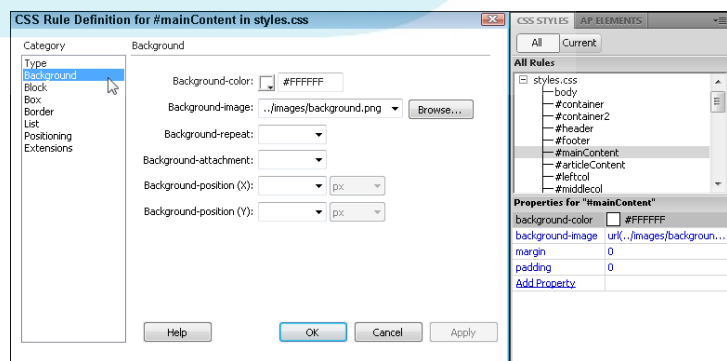 CSS Rule Definition for #mainContent in styles.css
Category
Type
Background
Block
Box
Border
List
Positioning
Extensions
Background
Background-color: #FFFFFF
Background-image: ../images/background.png Browse...
Background-repeat:
Background-attachment:
Background-position (X): px
Background-position (Y): px
Help OK Cancel Apply
CSS STYLES AP ELEMENTS
All Current
All Rules
styles.css
body
#container
#container2
#header
#footer
#mainContent
#articleContent
#leftcol
#middlecol
Properties for "#mainContent"
background-color #FFFFFF
background-image url(../images/backgroun...
margin 0
padding 0
Add Property